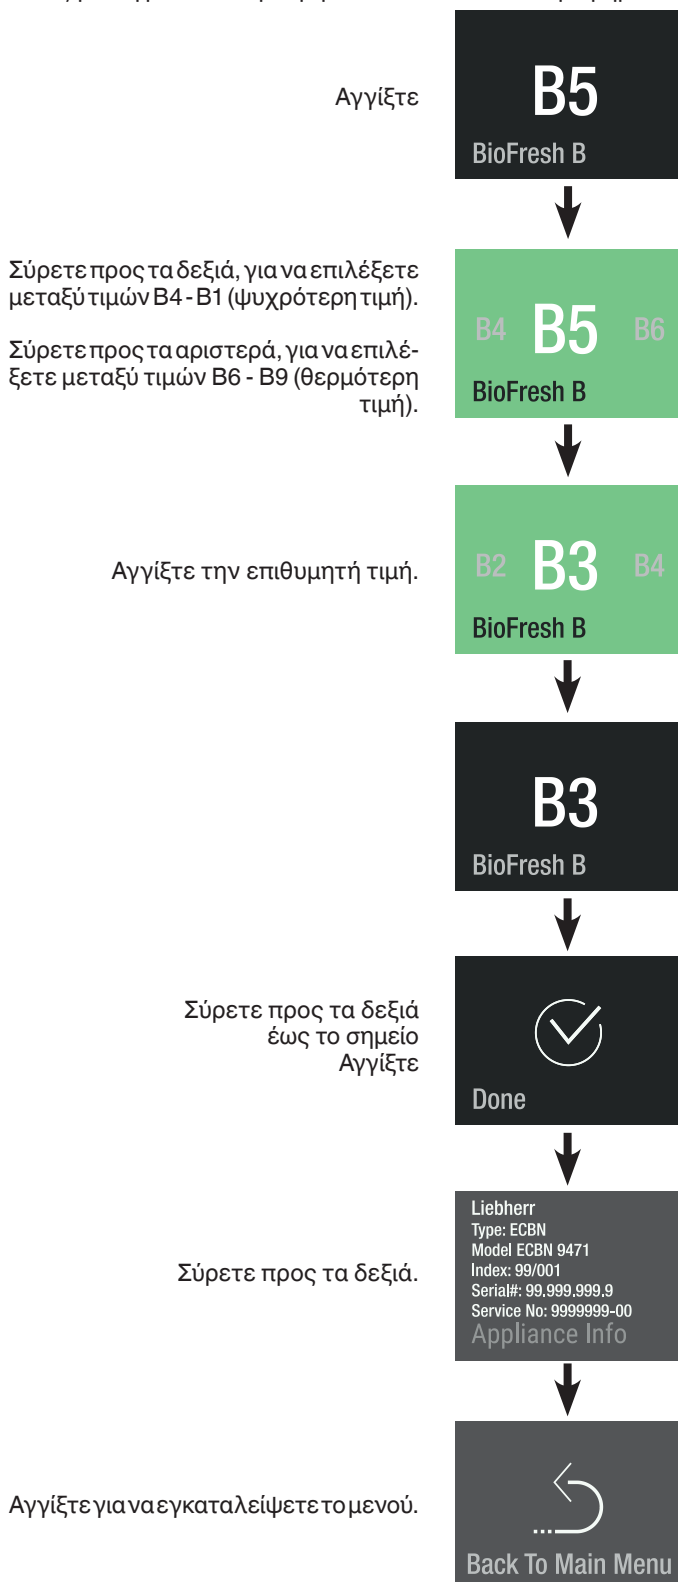 Αγγίξτε
B5
BioFresh B
Σύρετε προς τα δεξιά, για να επιλέξετε
μεταξύ τιμών B4 - B1 (ψυχρότερη τιμή).
Σύρετε προς τα αριστερά, για να επιλέ-
ξετε μεταξύ τιμών B6 - B9 (θερμότερη
τιμή).
B4 B5 B6
BioFresh B
Αγγίξτε την επιθυμητή τιμή.
B2 B3 B4
BioFresh B
B3
BioFresh B
Σύρετε προς τα δεξιά
έως το σημείο
Αγγίξτε
Done
Σύρετε προς τα δεξιά.
Liebherr
Type: ECBN
Model ECBN 9471
Index: 99/001
Serial#: 99.999.999.9
Service No: 9999999-00
Appliance Info
Αγγίξτε για να εγκαταλείψετε το μενού.
Back To Main Menu